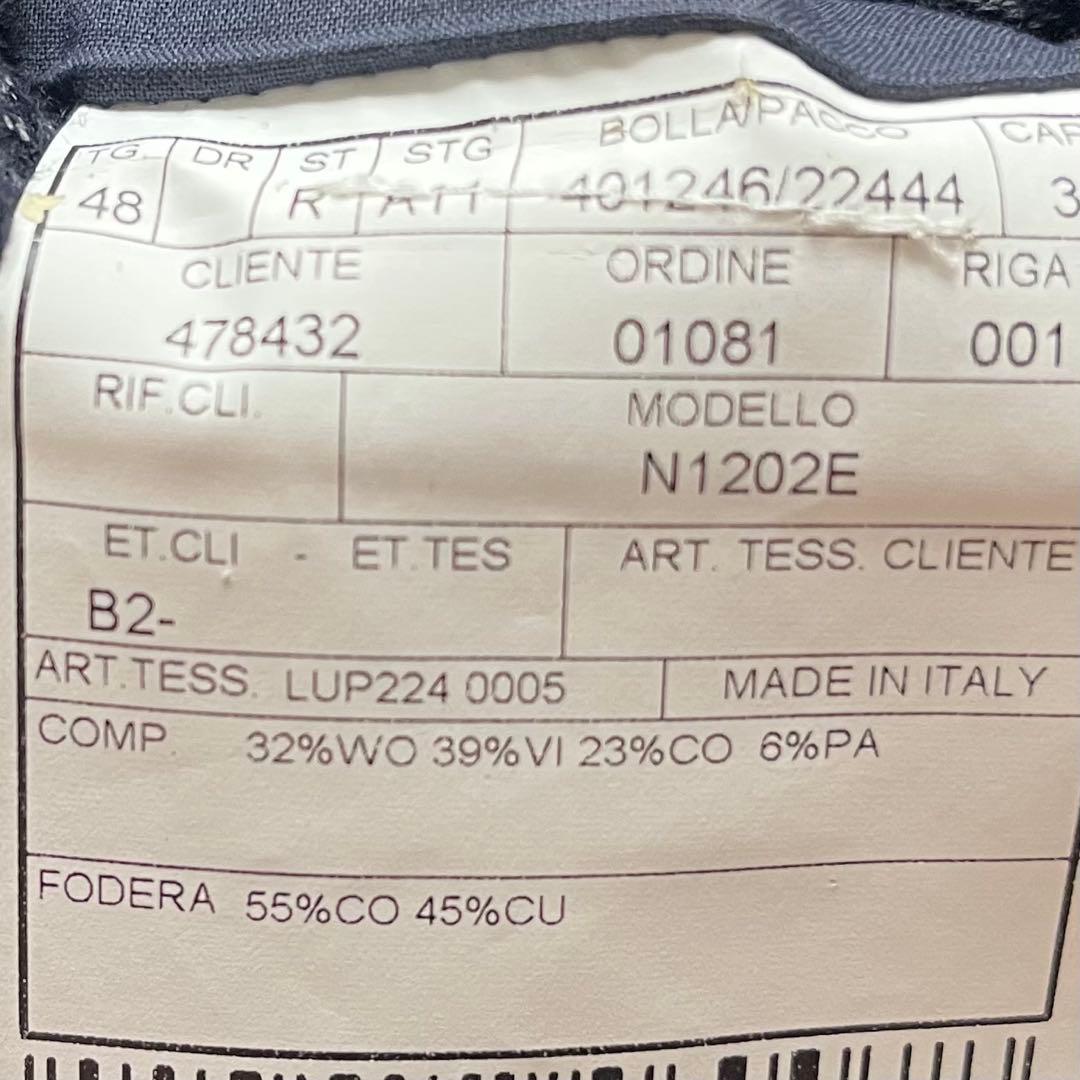 TG. DR ST STG BOLLA/PACCO
48 R A11 401246/22444 3
CLIENTE ORDINE RIGA
478432 01081 001
RIF.CLI. MODELLO
N1202E
ET.CLI - ET.TES ART. TESS. CLIENTE
B2-
ART.TESS. LUP224 0005 MADE IN ITALY
COMP. 32%WO 39%VI 23%CO 6%PA
FODERA 55%CO 45%CU